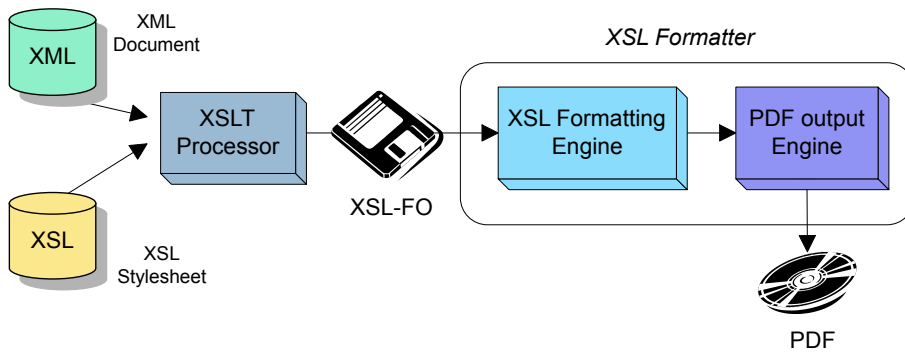 XML
XML
Document
XSL Formatter
XSLT
Processor
XSL Formatting
Engine
PDF output
Engine
XSL-FO
XSL
XSL
Stylesheet
PDF